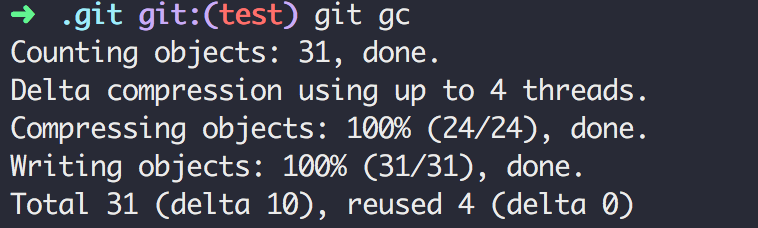 ➜ .git git:(test) git gc
Counting objects: 31, done.
Delta compression using up to 4 threads.
Compressing objects: 100% (24/24), done.
Writing objects: 100% (31/31), done.
Total 31 (delta 10), reused 4 (delta 0)